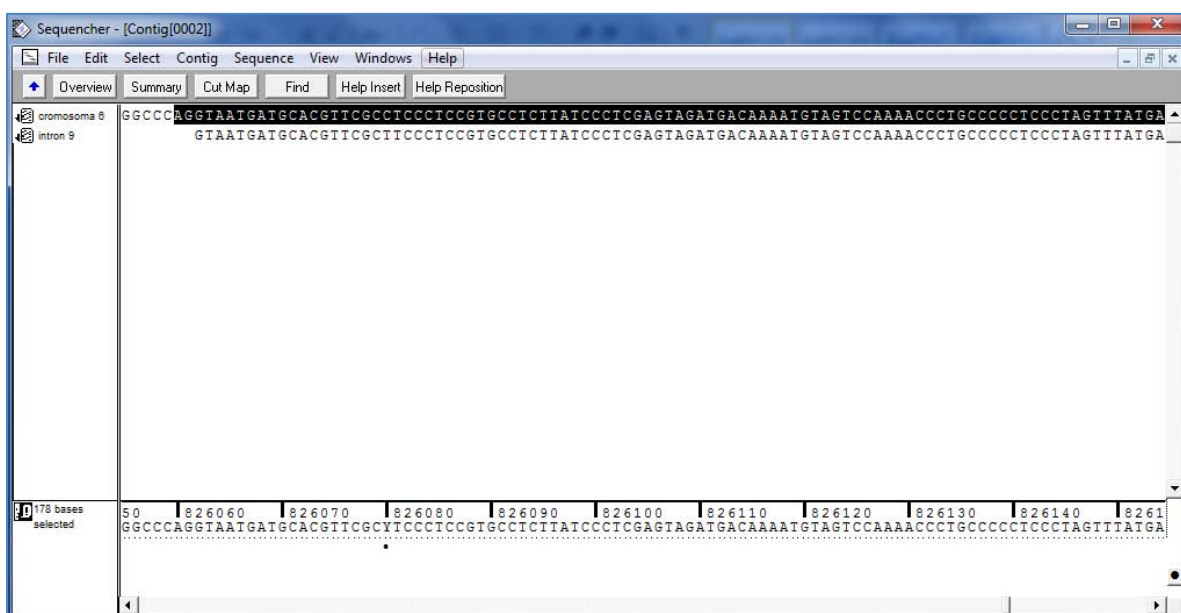 Sequencher - [Contig[0002]]
File Edit Select Contig Sequence View Windows Help
Overview Summary Cut Map Find Help Insert Help Reposition
cromosoma 6 GGCCCAGGTAATGATGCACGTTCGCCTCCCTCCGTGCCTCTTATCCCTCGAGTAGATGACAAAATGTAGTCCAAAACCCTGCCCCCTCCCTAGTTTATGA
intron 9 GTAATGATGCACGTTCGCTTCCCTCCGTGCCTCTTATCCCTCGAGTAGATGACAAAATGTAGTCCAAAACCCTGCCCCCTCCCTAGTTTATGA
178 bases selected
50 826060 826070 826080 826090 826100 826110 826120 826130 826140 8261
GGCCCAGGTAATGATGCACGTTCGCYTCCCTCCGTGCCTCTTATCCCTCGAGTAGATGACAAAATGTAGTCCAAAACCCTGCCCCCTCCCTAGTTTATGA